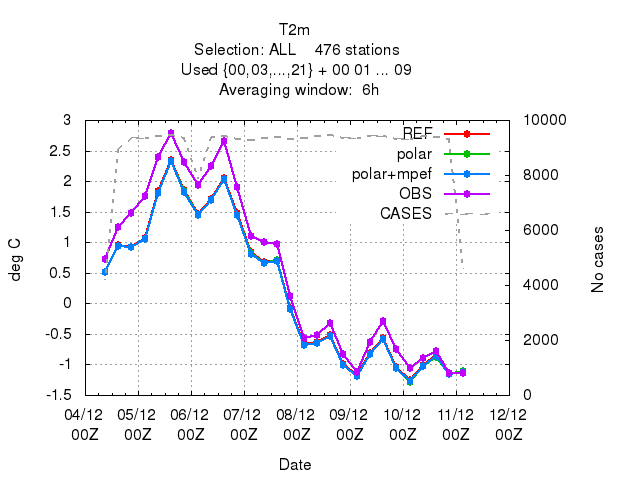 T2m
Selection: ALL    476 stations
Used {00,03,...,21} + 00 01 ... 09
Averaging window:  6h
3
2.5
2
1.5
1
0.5
0
-0.5
-1
-1.5
deg C
10000
8000
6000
4000
2000
0
No cases
REF
polar
polar+mpef
OBS
CASES
04/12 05/12 06/12 07/12 08/12 09/12 10/12 11/12 12/12
00Z 00Z 00Z 00Z 00Z 00Z 00Z 00Z 00Z
Date